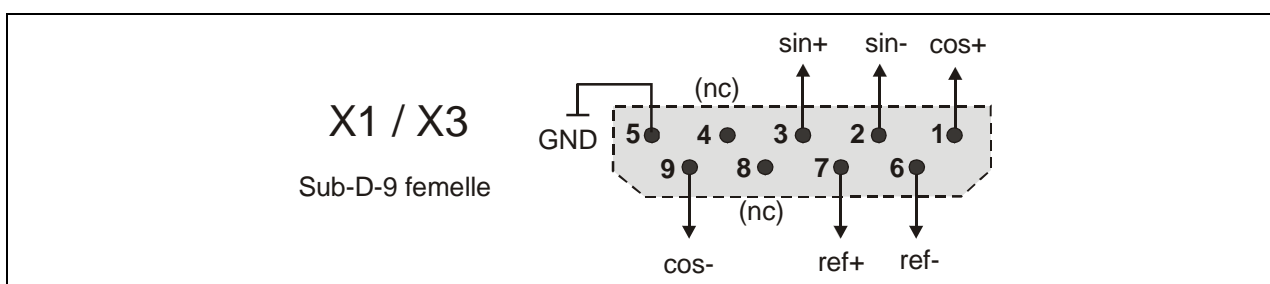 sin+ sin- cos+
(nc)
X1 / X3
GND
5 4 3 2 1
9 8 7 6
Sub-D-9 femelle
(nc)
cos- ref+ ref-